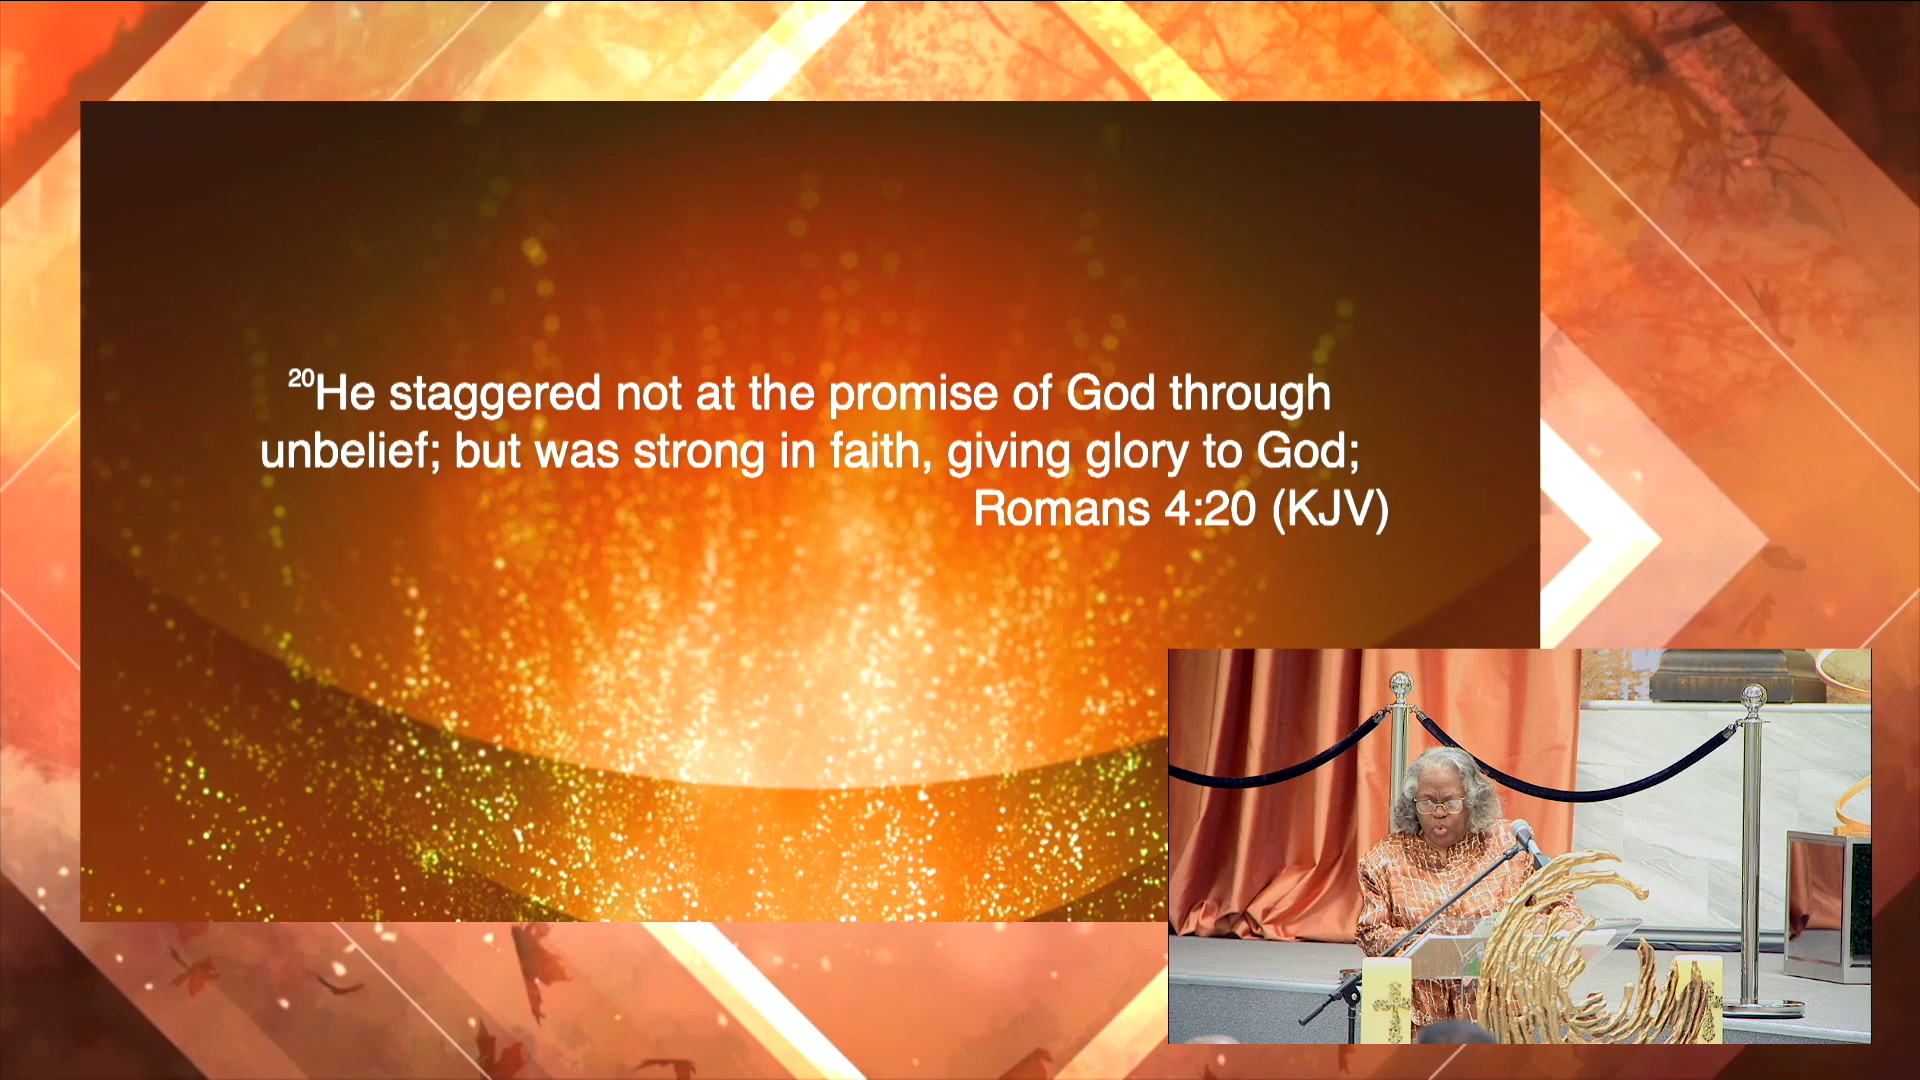 20He staggered not at the promise of God through
unbelief; but was strong in faith, giving glory to God;
Romans 4:20 (KJV)